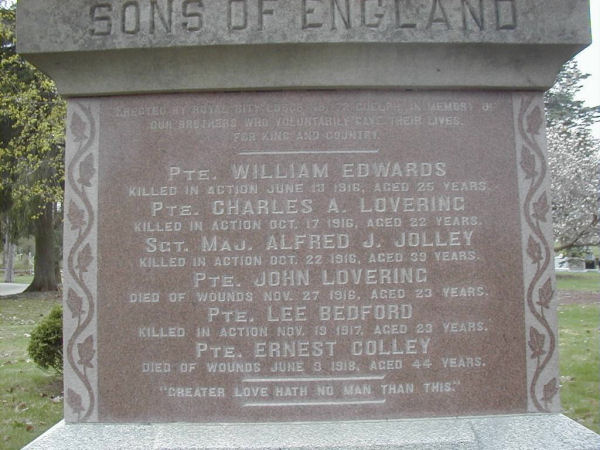 SONS OF ENGLAND
ERECTED BY ROYAL CITY LODGE No. 72 GUELPH IN MEMORY OF
OUR BROTHERS WHO VOLUNTARILY GAVE THEIR LIVES.
FOR KING AND COUNTRY.
PTE. WILLIAM EDWARDS
KILLED IN ACTION JUNE 13 1916, AGED 25 YEARS.
PTE. CHARLES A. LOVERING
KILLED IN ACTION OCT. 17 1916, AGED 22 YEARS.
SGT. MAJ. ALFRED J. JOLLEY
KILLED IN ACTION OCT. 22 1916, AGED 39 YEARS.
PTE. JOHN LOVERING
DIED OF WOUNDS NOV. 27 1916, AGED 23 YEARS.
PTE. LEE BEDFORD
KILLED IN ACTION NOV. 19 1917, AGED 29 YEARS.
PTE. ERNEST COLLEY
DIED OF WOUNDS JUNE 9 1918, AGED 44 YEARS.
"GREATER LOVE HATH NO MAN THAN THIS."